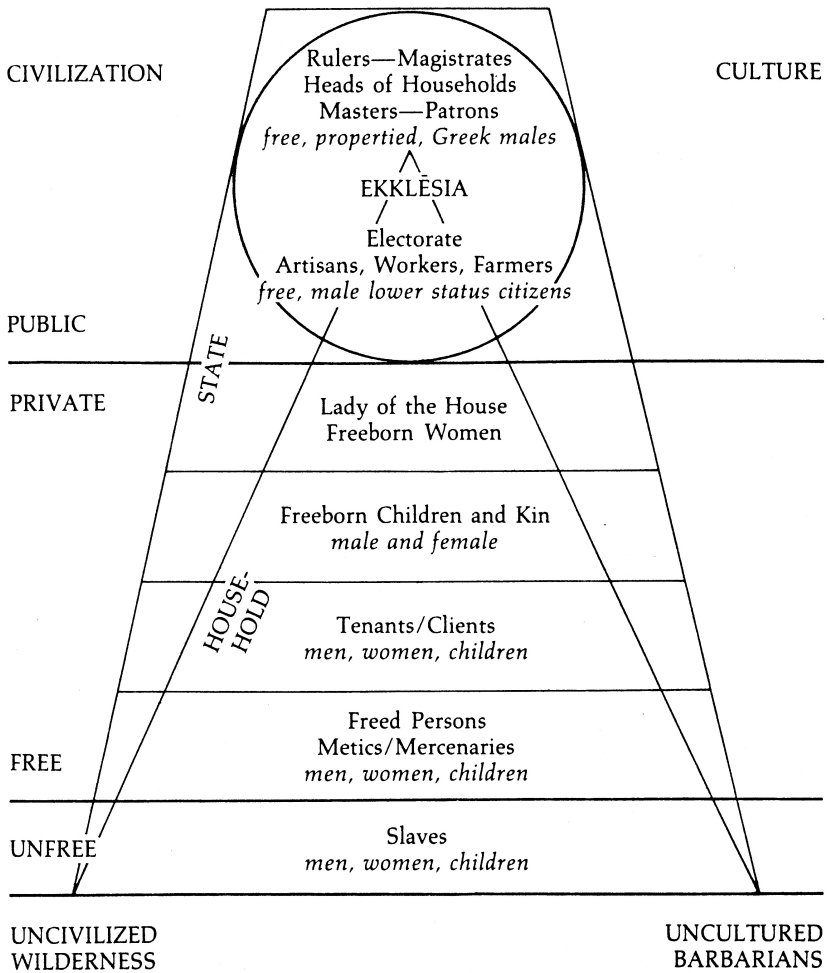 CIVILIZATION
CULTURE
Rulers—Magistrates
Heads of Households
Masters—Patrons
free, propertied, Greek males
EKKLĒSIA
Electorate
Artisans, Workers, Farmers
free, male lower status citizens
PUBLIC
STATE
PRIVATE
Lady of the House
Freeborn Women
Freeborn Children and Kin
male and female
HOUSE-
HOLD
Tenants/Clients
men, women, children
Freed Persons
Metics/Mercenaries
men, women, children
FREE
UNFREE
Slaves
men, women, children
UNCIVILIZED
WILDERNESS
UNCULTURED
BARBARIANS